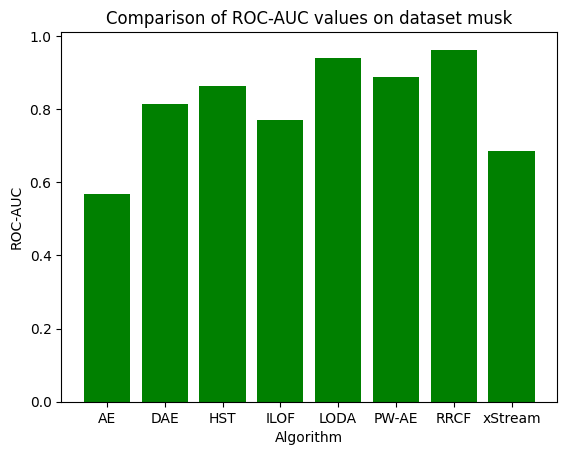 Comparison of ROC-AUC values on dataset musk
1.0
0.8
0.6
0.4
0.2
0.0
ROC-AUC
AE DAE HST ILOF LODA PW-AE RRCF xStream
Algorithm